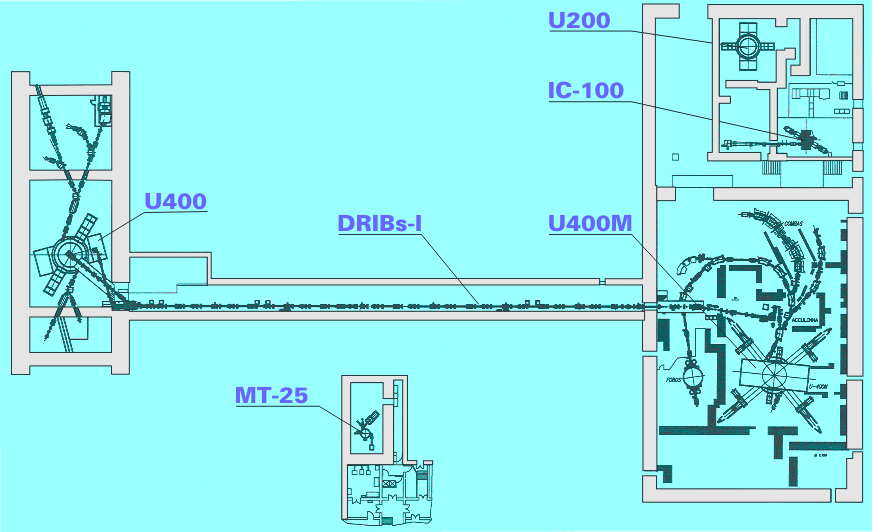 U200
IC-100
U400
DRIBs-I
U400M
COMBAS
ACCULINNA
FOBOS
U-400M
MT-25